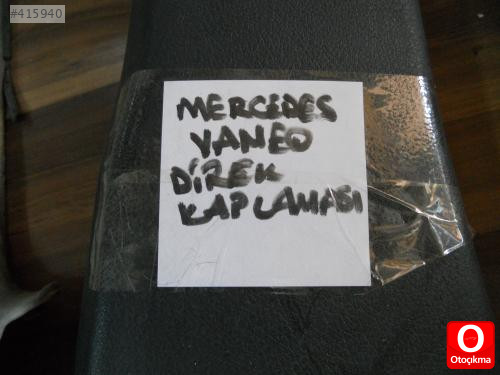 #415940
MERCEDES
VANEO
DİREK
KAPLAMASI
O
Otoçıkma